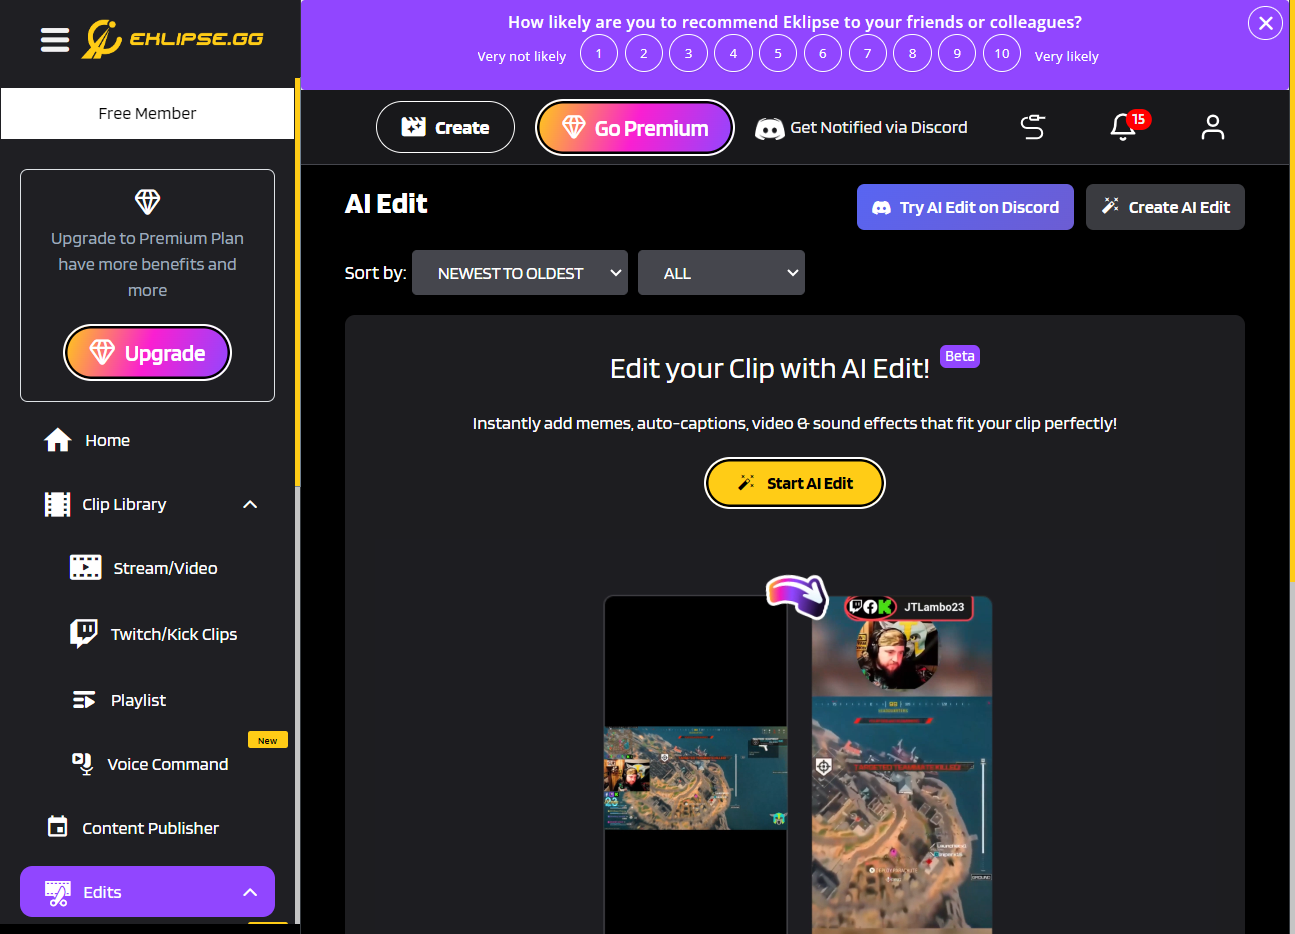 EKLIPSE.GG
Free Member
Upgrade to Premium Plan
have more benefits and
more
Upgrade
Home
Clip Library
Stream/Video
Twitch/Kick Clips
Playlist
New
Voice Command
Content Publisher
Edits
How likely are you to recommend Eklipse to your friends or colleagues?
Very not likely 1 2 3 4 5 6 7 8 9 10 Very likely
Create
Go Premium
Get Notified via Discord
15
AI Edit
Try AI Edit on Discord
Create AI Edit
Sort by: NEWEST TO OLDEST ALL
Edit your Clip with AI Edit! Beta
Instantly add memes, auto-captions, video & sound effects that fit your clip perfectly!
Start AI Edit
JTLambo23